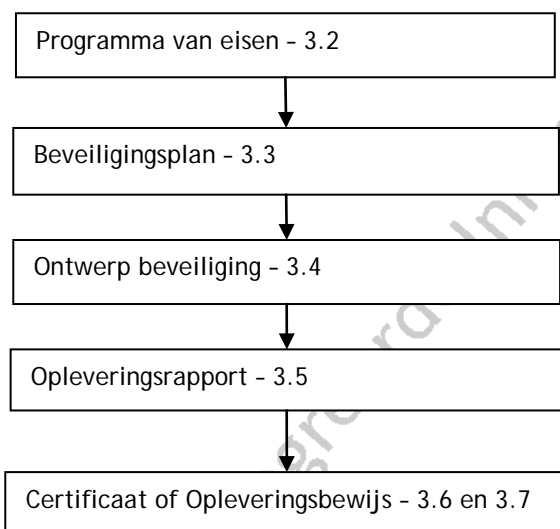 Programma van eisen – 3.2
Beveiligingsplan – 3.3
Ontwerp beveiliging – 3.4
Opleveringsrapport – 3.5
Certificaat of Opleveringsbewijs – 3.6 en 3.7